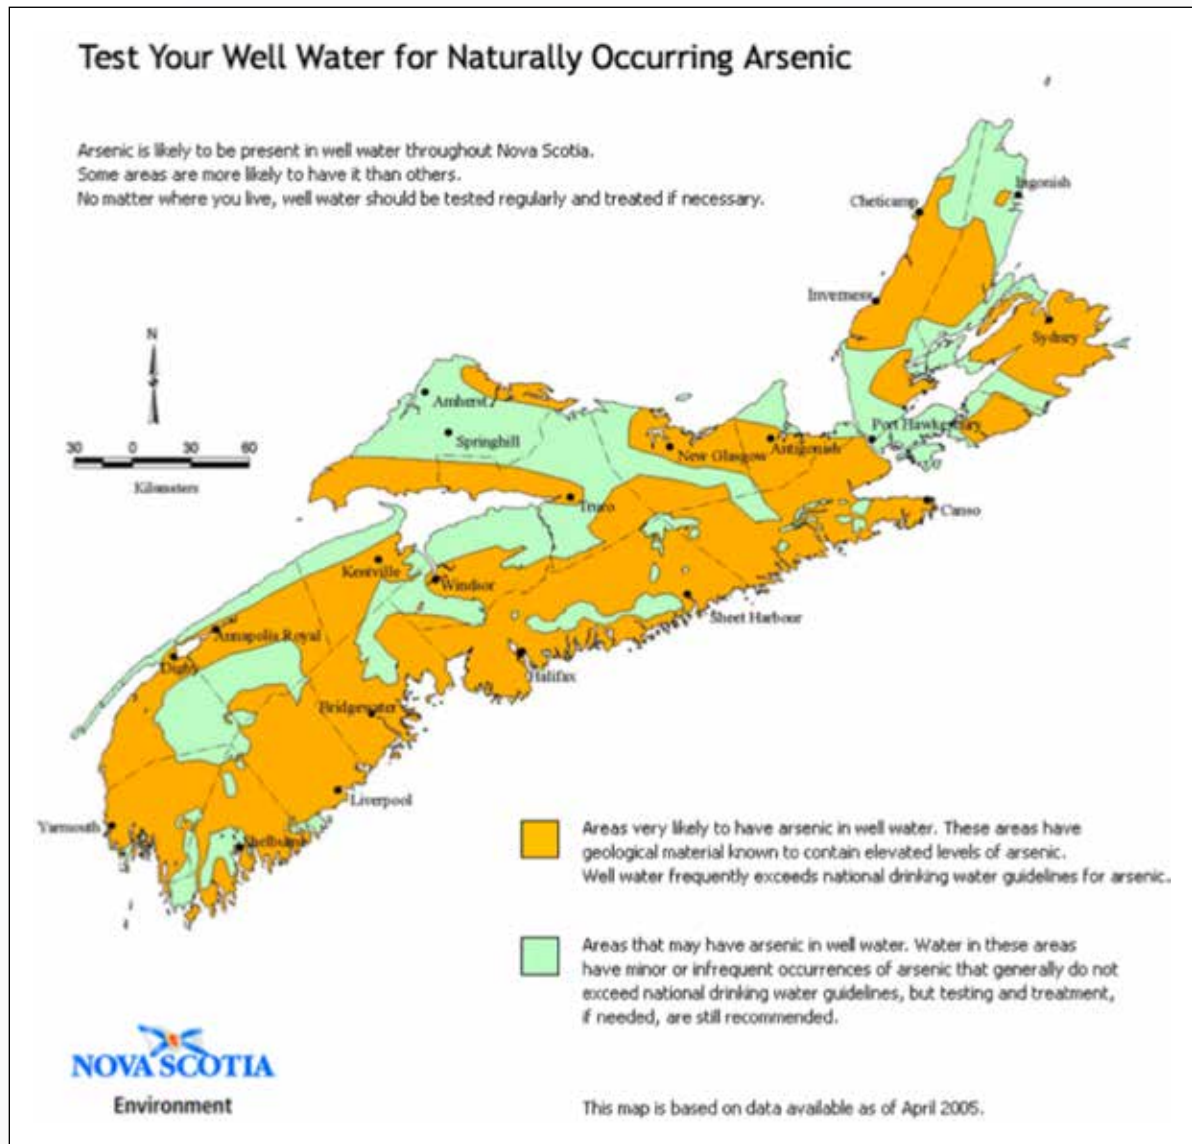 Test Your Well Water for Naturally Occurring Arsenic
Arsenic is likely to be present in well water throughout Nova Scotia.
Some areas are more likely to have it than others.
No matter where you live, well water should be tested regularly and treated if necessary.
Ingonish
Cheticamp
Inverness
Sydney
N
30 0 30 60
Kilometers
Amherst
Springhill
Port Hawkesbury
New Glasgow
Antigonish
Truro
Canso
Kentville
Windsor
Sheet Harbour
Annapolis Royal
Digby
Halifax
Bridgewater
Liverpool
Yarmouth
Shelburne
Areas very likely to have arsenic in well water. These areas have
geological material known to contain elevated levels of arsenic.
Well water frequently exceeds national drinking water guidelines for arsenic.
Areas that may have arsenic in well water. Water in these areas
have minor or infrequent occurrences of arsenic that generally do not
exceed national drinking water guidelines, but testing and treatment,
if needed, are still recommended.
NOVA SCOTIA
Environment
This map is based on data available as of April 2005.